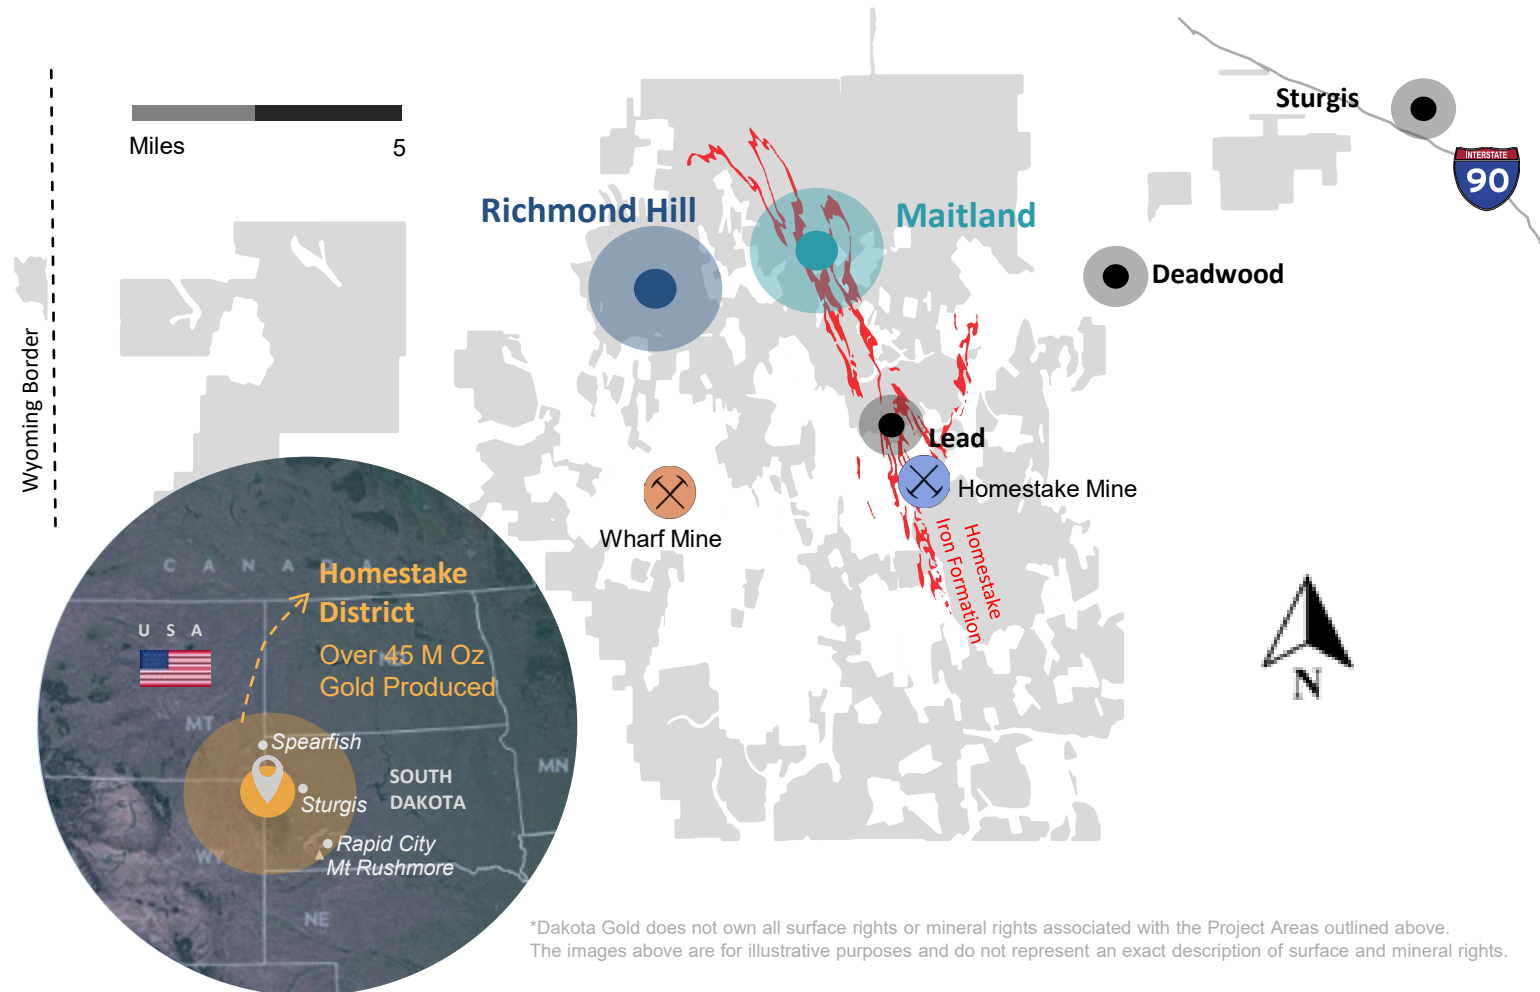 Sturgis
INTERSTATE
90
Miles
5
Richmond Hill
Maitland
Deadwood
Wyoming Border
Lead
Homestake Mine
Wharf Mine
Homestake
Iron Formation
CANADA
Homestake
District
USA
Over 45 M Oz
Gold Produced
ND
MT
Spearfish
MN
SOUTH
DAKOTA
Sturgis
Rapid City
WY
Mt Rushmore
NE
N
*Dakota Gold does not own all surface rights or mineral rights associated with the Project Areas outlined above.
The images above are for illustrative purposes and do not represent an exact description of surface and mineral rights.